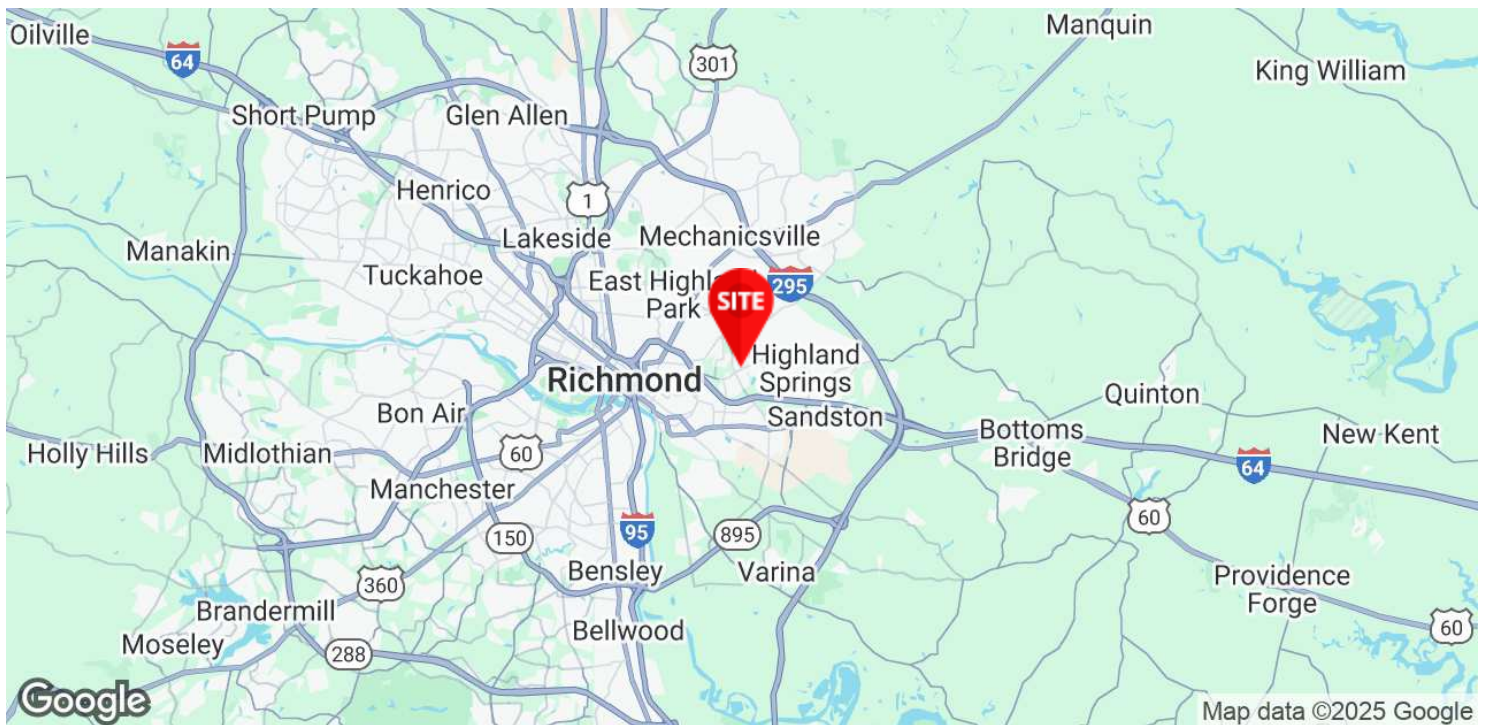 Oilville
64
Manquin
301
King William
Short Pump
Glen Allen
Henrico
1
Manakin
Lakeside
Mechanicsville
Tuckahoe
East Highl
Park
295
SITE
Highland
Springs
Richmond
Bon Air
Sandston
Quinton
Bottoms
Bridge
New Kent
Holly Hills
Midlothian
60
64
Manchester
95
150
895
60
360
Bensley
Varina
Providence
Forge
Brandermill
Bellwood
60
Moseley
288
Google
Map data ©2025 Google